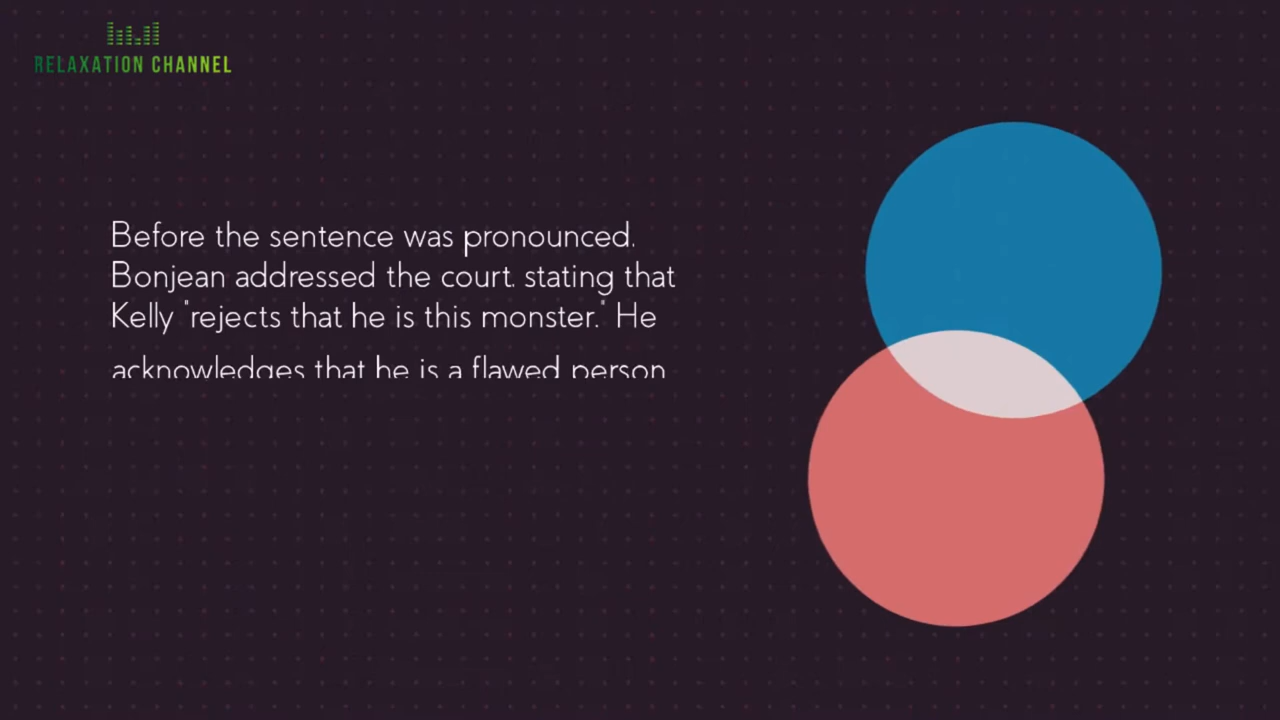 RELAXATION CHANNEL
Before the sentence was pronounced,
Bonjean addressed the court, stating that
Kelly "rejects that he is this monster." He
acknowledges that he is a flawed person